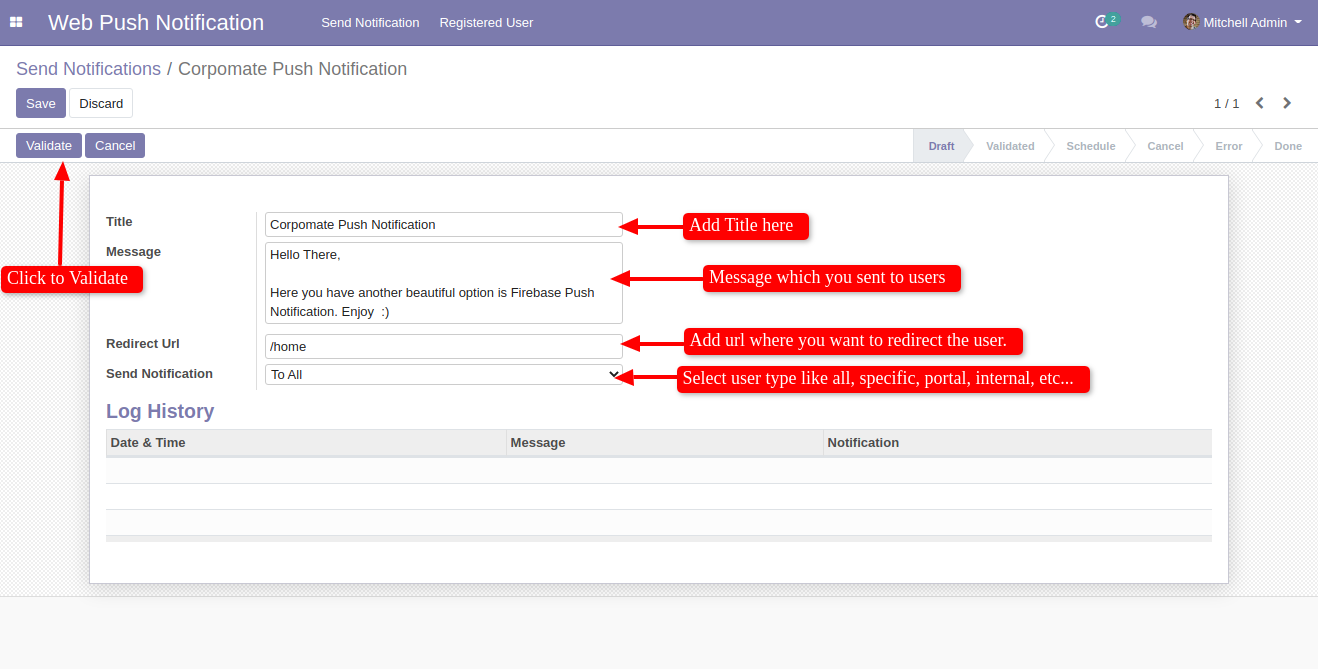 Web Push Notification
Send Notification
Registered User
2
Mitchell Admin
Send Notifications / Corpomate Push Notification
Save
Discard
1 / 1
Validate
Cancel
Draft
Validated
Schedule
Cancel
Error
Done
Title
Corpomate Push Notification
Add Title here
Message
Hello There,
Here you have another beautiful option is Firebase Push
Notification. Enjoy :)
Message which you sent to users
Click to Validate
Redirect Url
/home
Add url where you want to redirect the user.
Send Notification
To All
Select user type like all, specific, portal, internal, etc...
Log History
Date & Time
Message
Notification